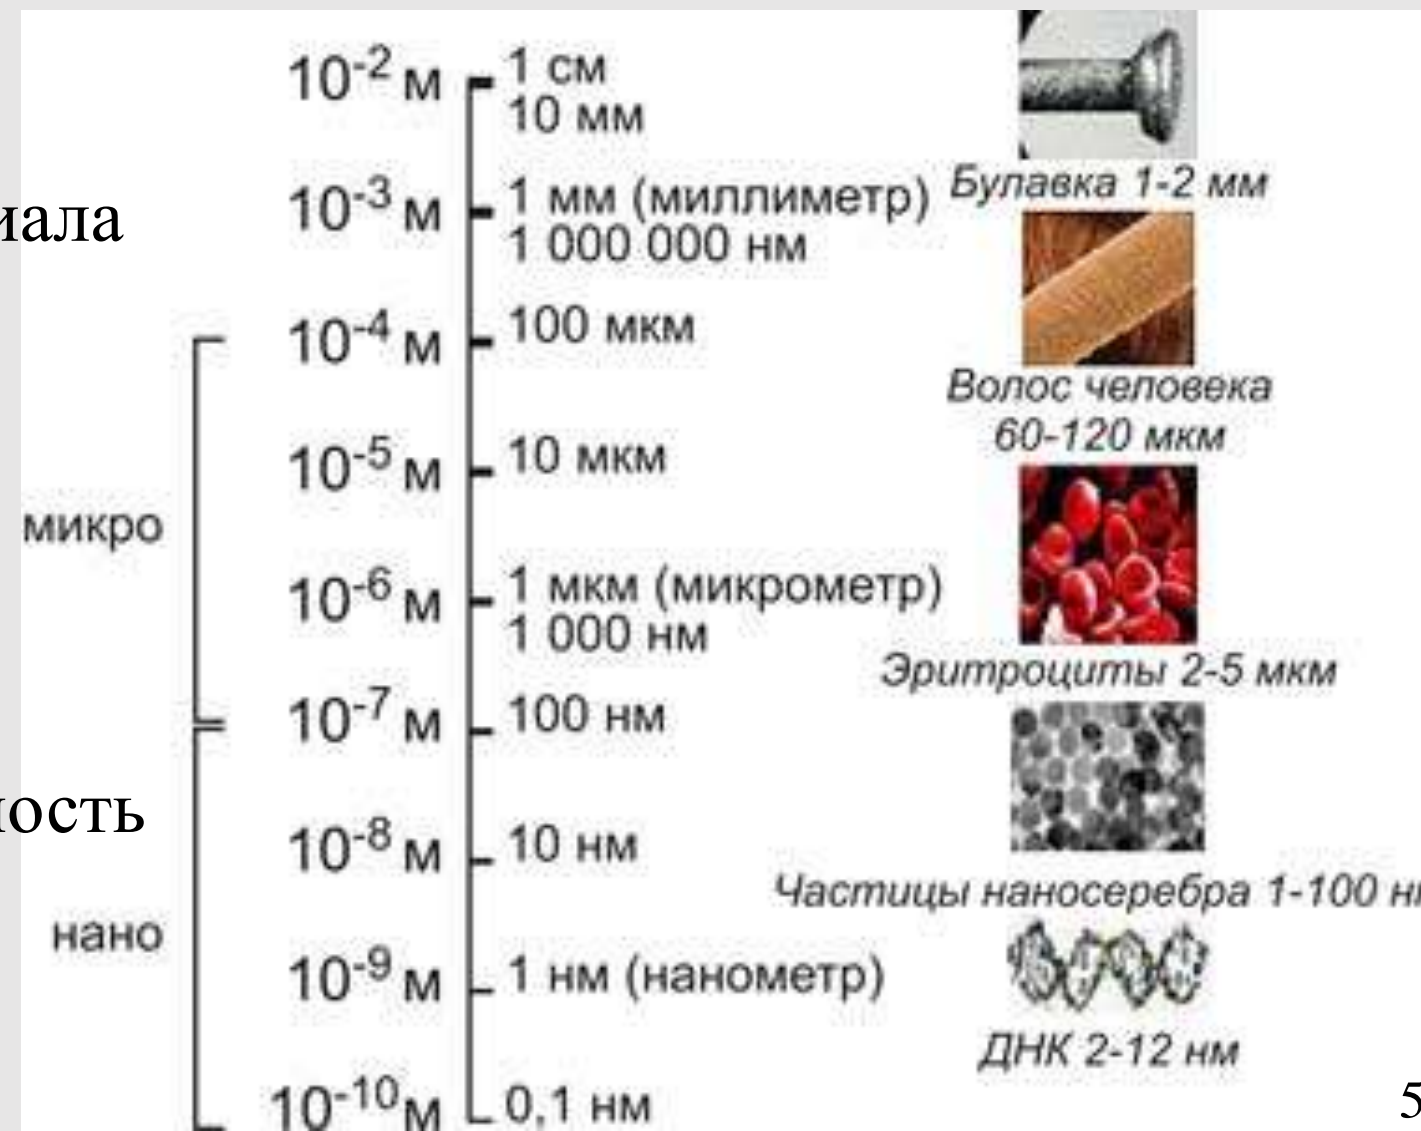 10⁻² м 1 см
10 мм
10⁻³ м 1 мм (миллиметр)
1 000 000 нм
10⁻⁴ м 100 мкм
10⁻⁵ м 10 мкм
10⁻⁶ м 1 мкм (микрометр)
1 000 нм
10⁻⁷ м 100 нм
10⁻⁸ м 10 нм
10⁻⁹ м 1 нм (нанометр)
10⁻¹⁰ м 0,1 нм
иала
микро
ность
нано
Булавка 1-2 мм
Волос человека
60-120 мкм
Эритроциты 2-5 мкм
Частицы наносеребра 1-100 нм
ДНК 2-12 нм
5